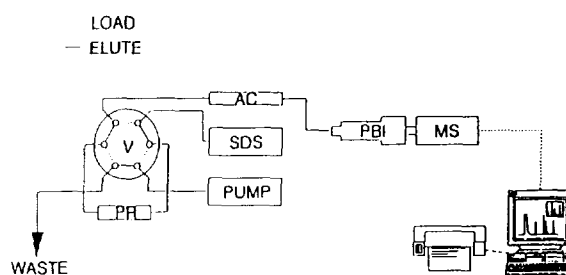 LOAD
— ELUTE
AC
PBI
MS
V
SDS
PUMP
PR
WASTE